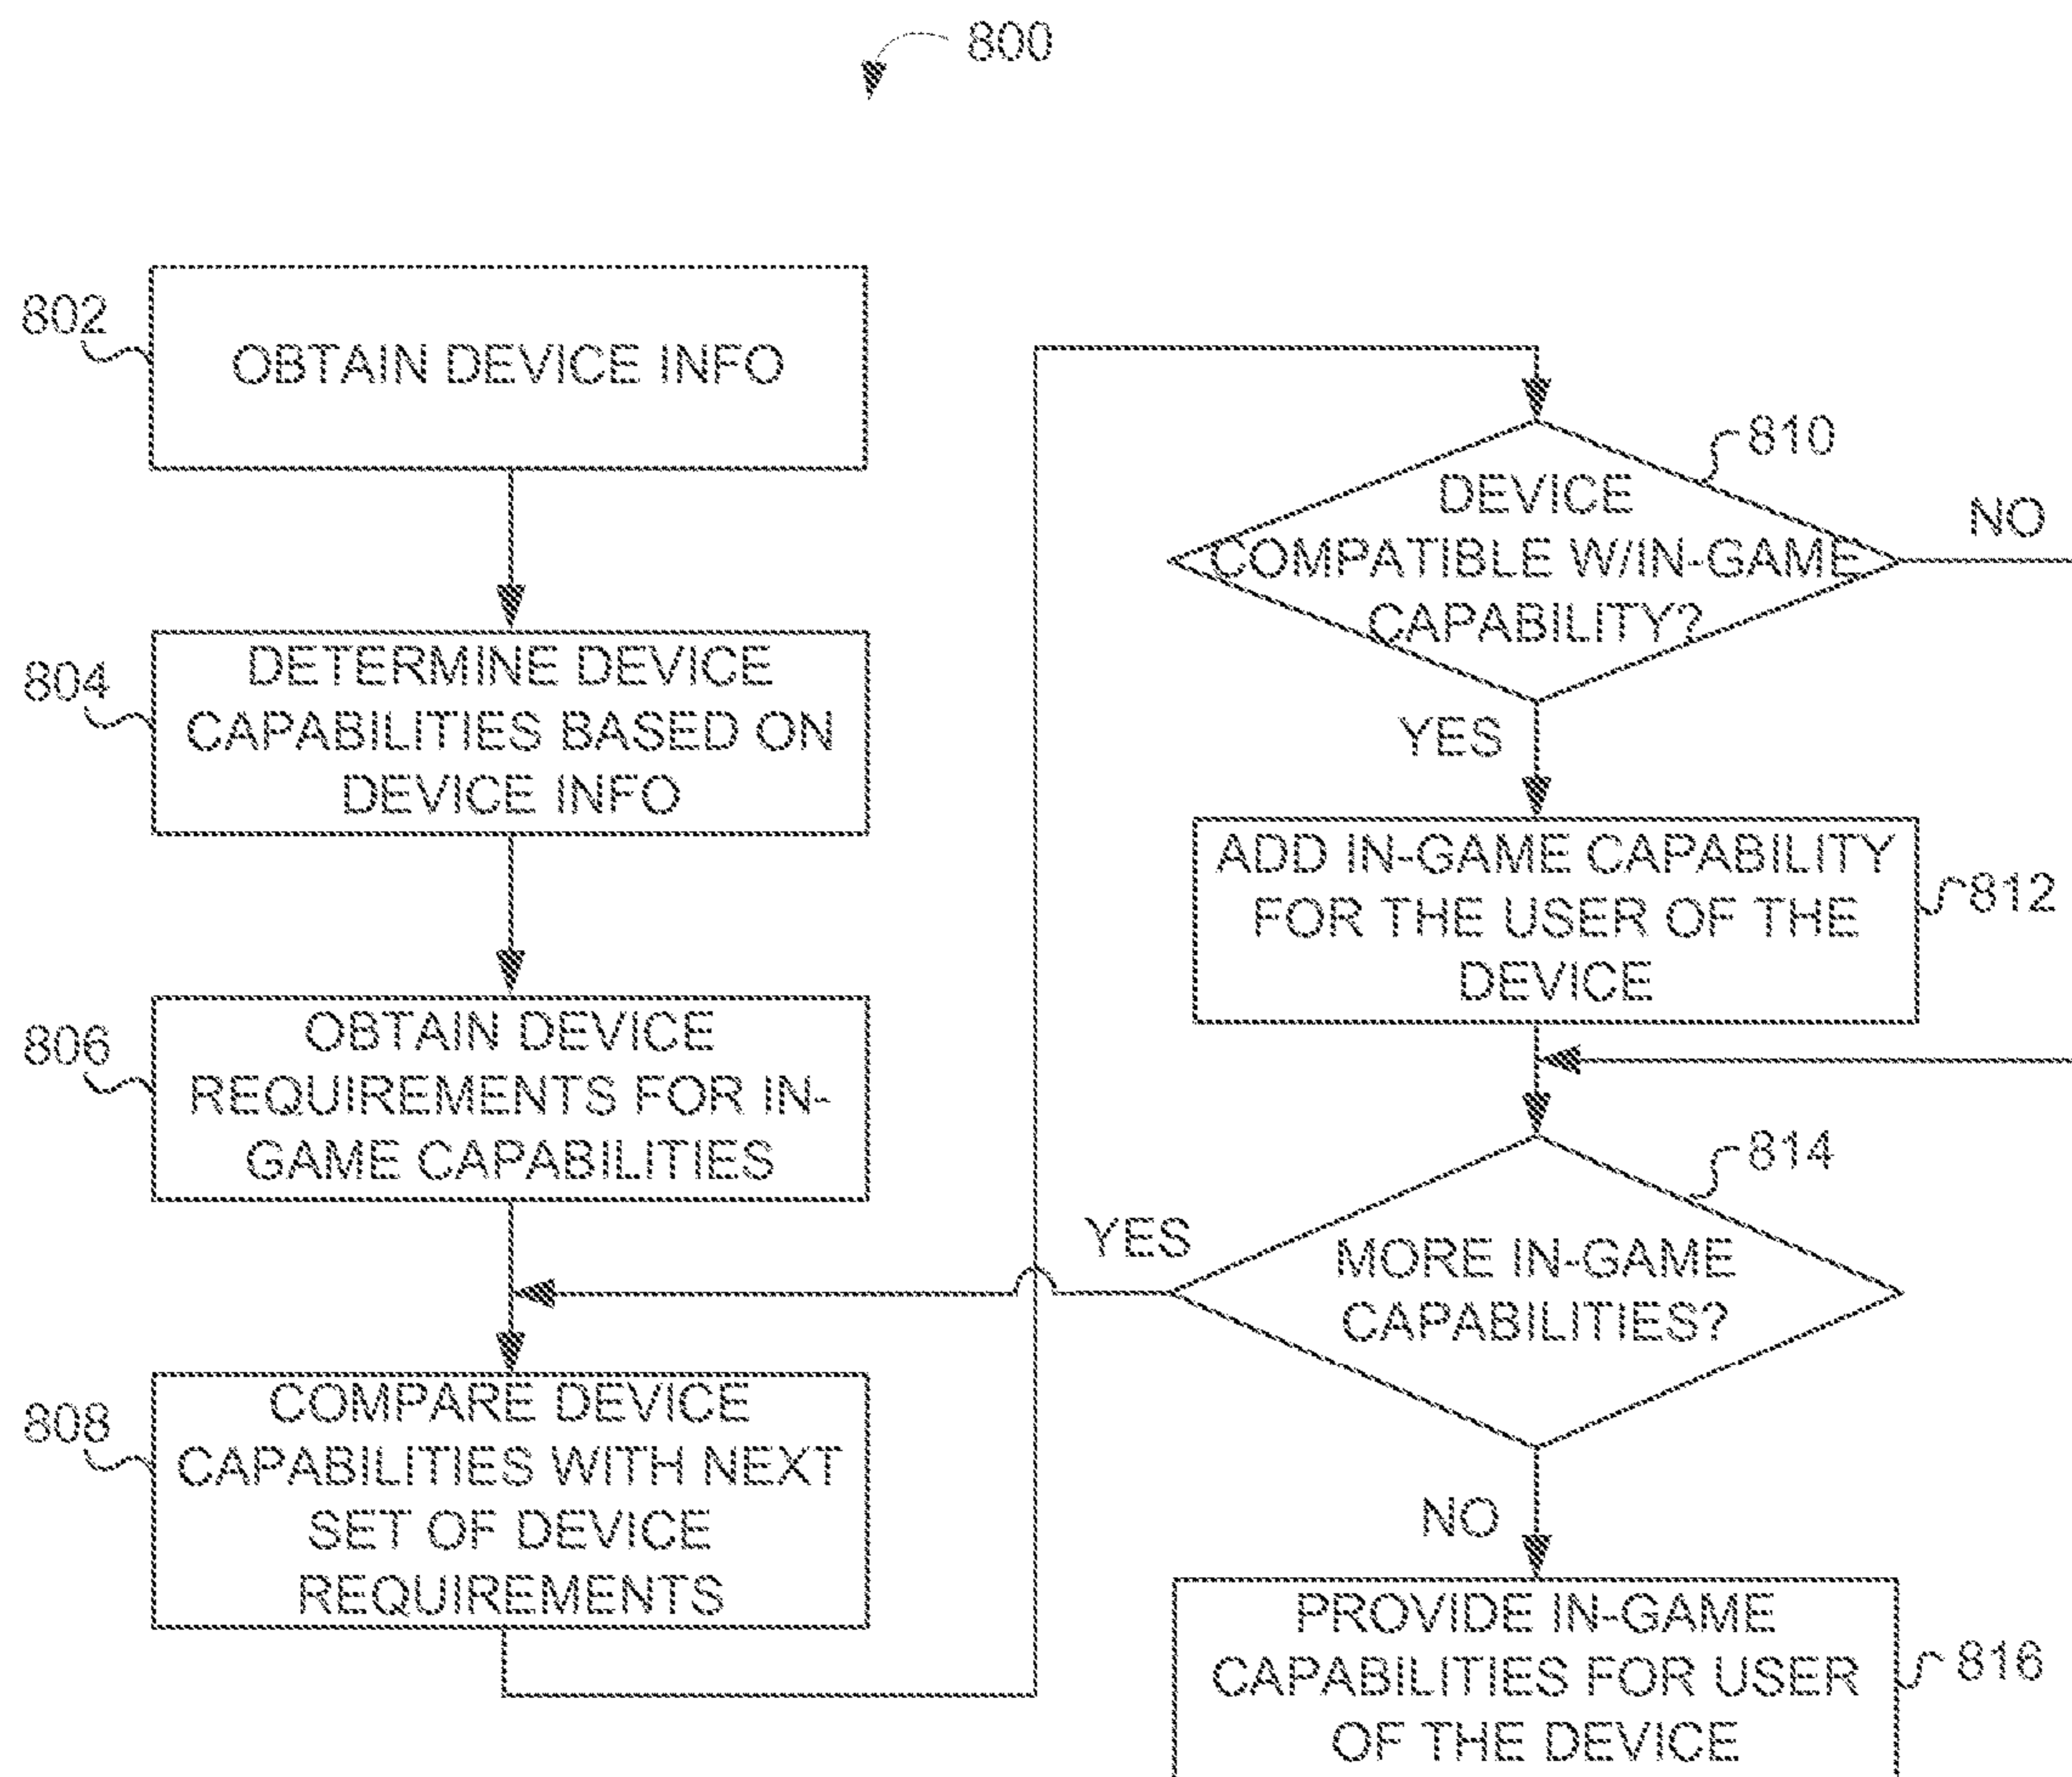 800
802
OBTAIN DEVICE INFO
804
DETERMINE DEVICE
CAPABILITIES BASED ON
DEVICE INFO
806
OBTAIN DEVICE
REQUIREMENTS FOR IN-
GAME CAPABILITIES
808
COMPARE DEVICE
CAPABILITIES WITH NEXT
SET OF DEVICE
REQUIREMENTS
810
DEVICE
COMPATIBLE W/IN-GAME
CAPABILITY?
NO
YES
ADD IN-GAME CAPABILITY
FOR THE USER OF THE
DEVICE
812
814
YES
MORE IN-GAME
CAPABILITIES?
NO
PROVIDE IN-GAME
CAPABILITIES FOR USER
OF THE DEVICE
816